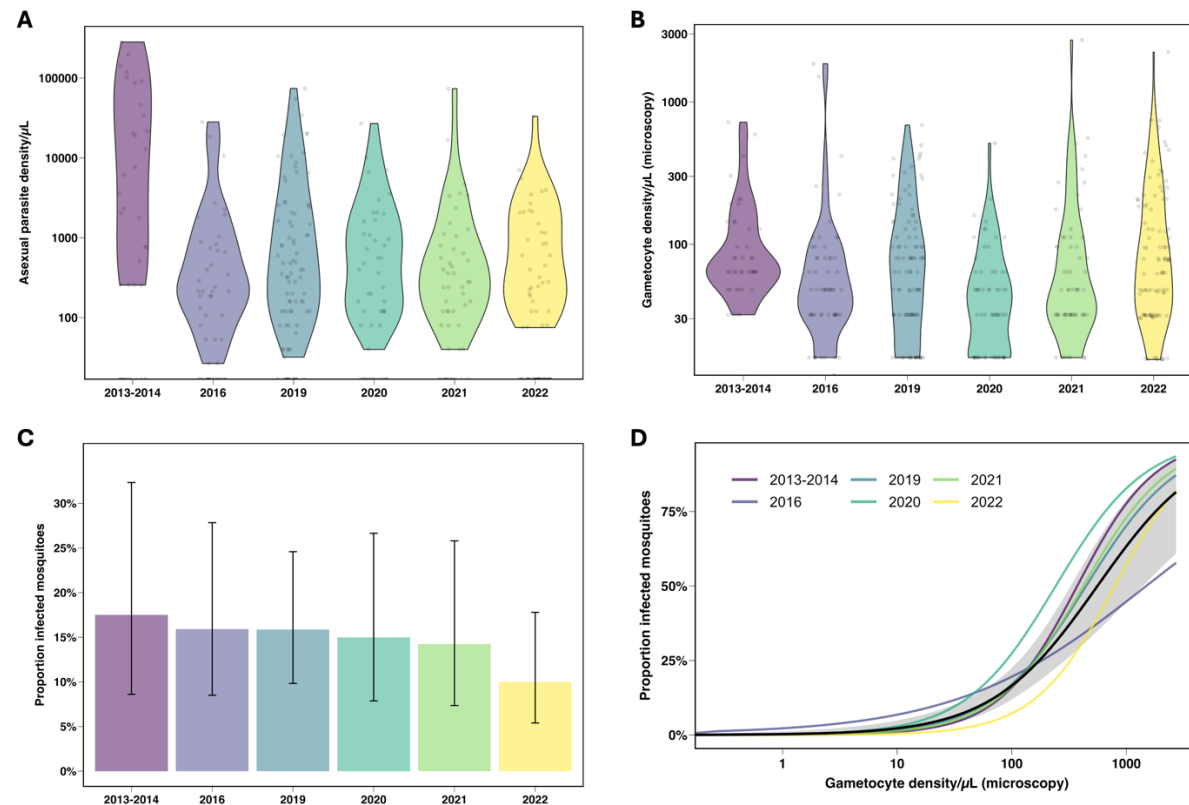 A
Asexual parasite density/µL
100000
10000
1000
100
2013-2014 2016 2019 2020 2021 2022
B
Gametocyte density/µL (microscopy)
3000
1000
300
100
30
2013-2014 2016 2019 2020 2021 2022
C
Proportion infected mosquitoes
30%
25%
20%
15%
10%
5%
0%
2013-2014 2016 2019 2020 2021 2022
D
Proportion infected mosquitoes
75%
50%
25%
0%
2013-2014 2019 2021
2016 2020 2022
1 10 100 1000
Gametocyte density/µL (microscopy)